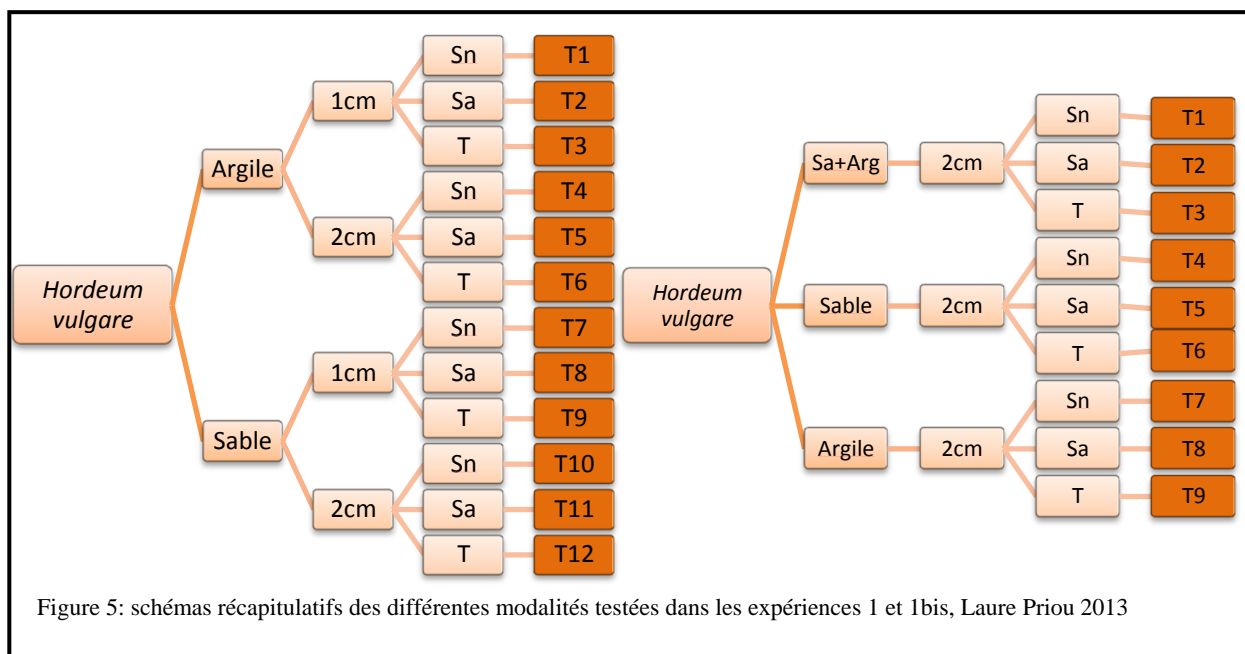 Hordeum
vulgare
Argile
1cm
Sn
T1
Sa
T2
T
T3
2cm
Sn
T4
Sa
T5
T
T6
Sable
1cm
Sn
T7
Sa
T8
T
T9
2cm
Sn
T10
Sa
T11
T
T12
Hordeum
vulgare
Sa+Arg
2cm
Sn
T1
Sa
T2
T
T3
Sable
2cm
Sn
T4
Sa
T5
T
T6
Argile
2cm
Sn
T7
Sa
T8
T
T9
Figure 5: schémas récapitulatifs des différentes modalités testées dans les expériences 1 et 1bis, Laure Priou 2013